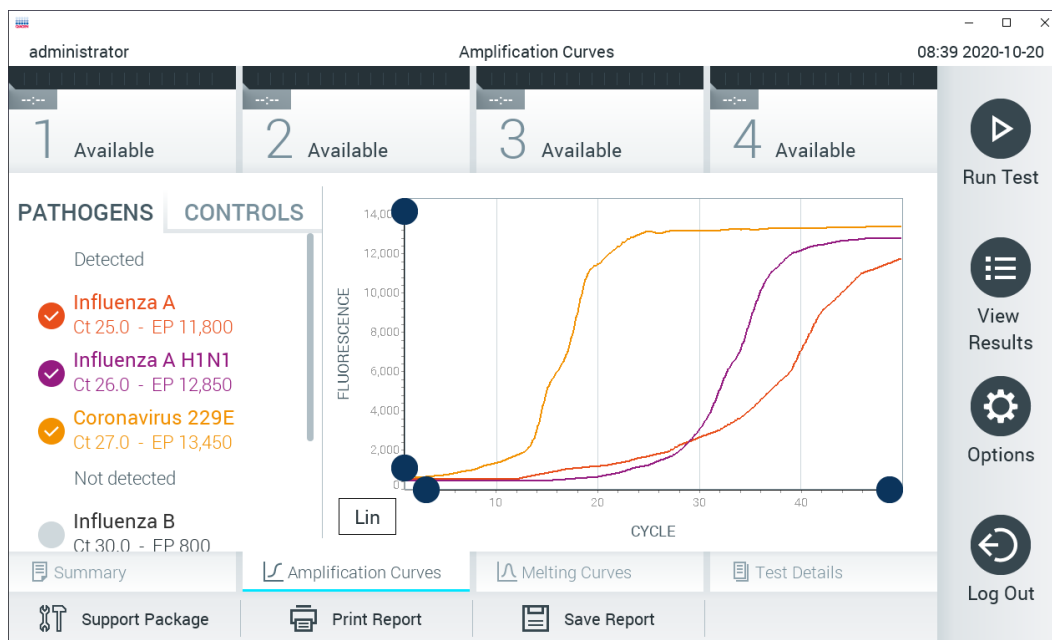 administrator
Amplification Curves
08:39 2020-10-20
--:--
1 Available
--:--
2 Available
--:--
3 Available
--:--
4 Available
Run Test
View
Results
Options
Log Out
PATHOGENS
CONTROLS
Detected
Influenza A
Ct 25.0 - EP 11,800
Influenza A H1N1
Ct 26.0 - EP 12,850
Coronavirus 229E
Ct 27.0 - EP 13,450
Not detected
Influenza B
Ct 30.0 - EP 800
FLUORESCENCE
14,00
12,000
10,000
8,000
6,000
4,000
2,000
0
10
20
30
40
CYCLE
Lin
Summary
Amplification Curves
Melting Curves
Test Details
Support Package
Print Report
Save Report